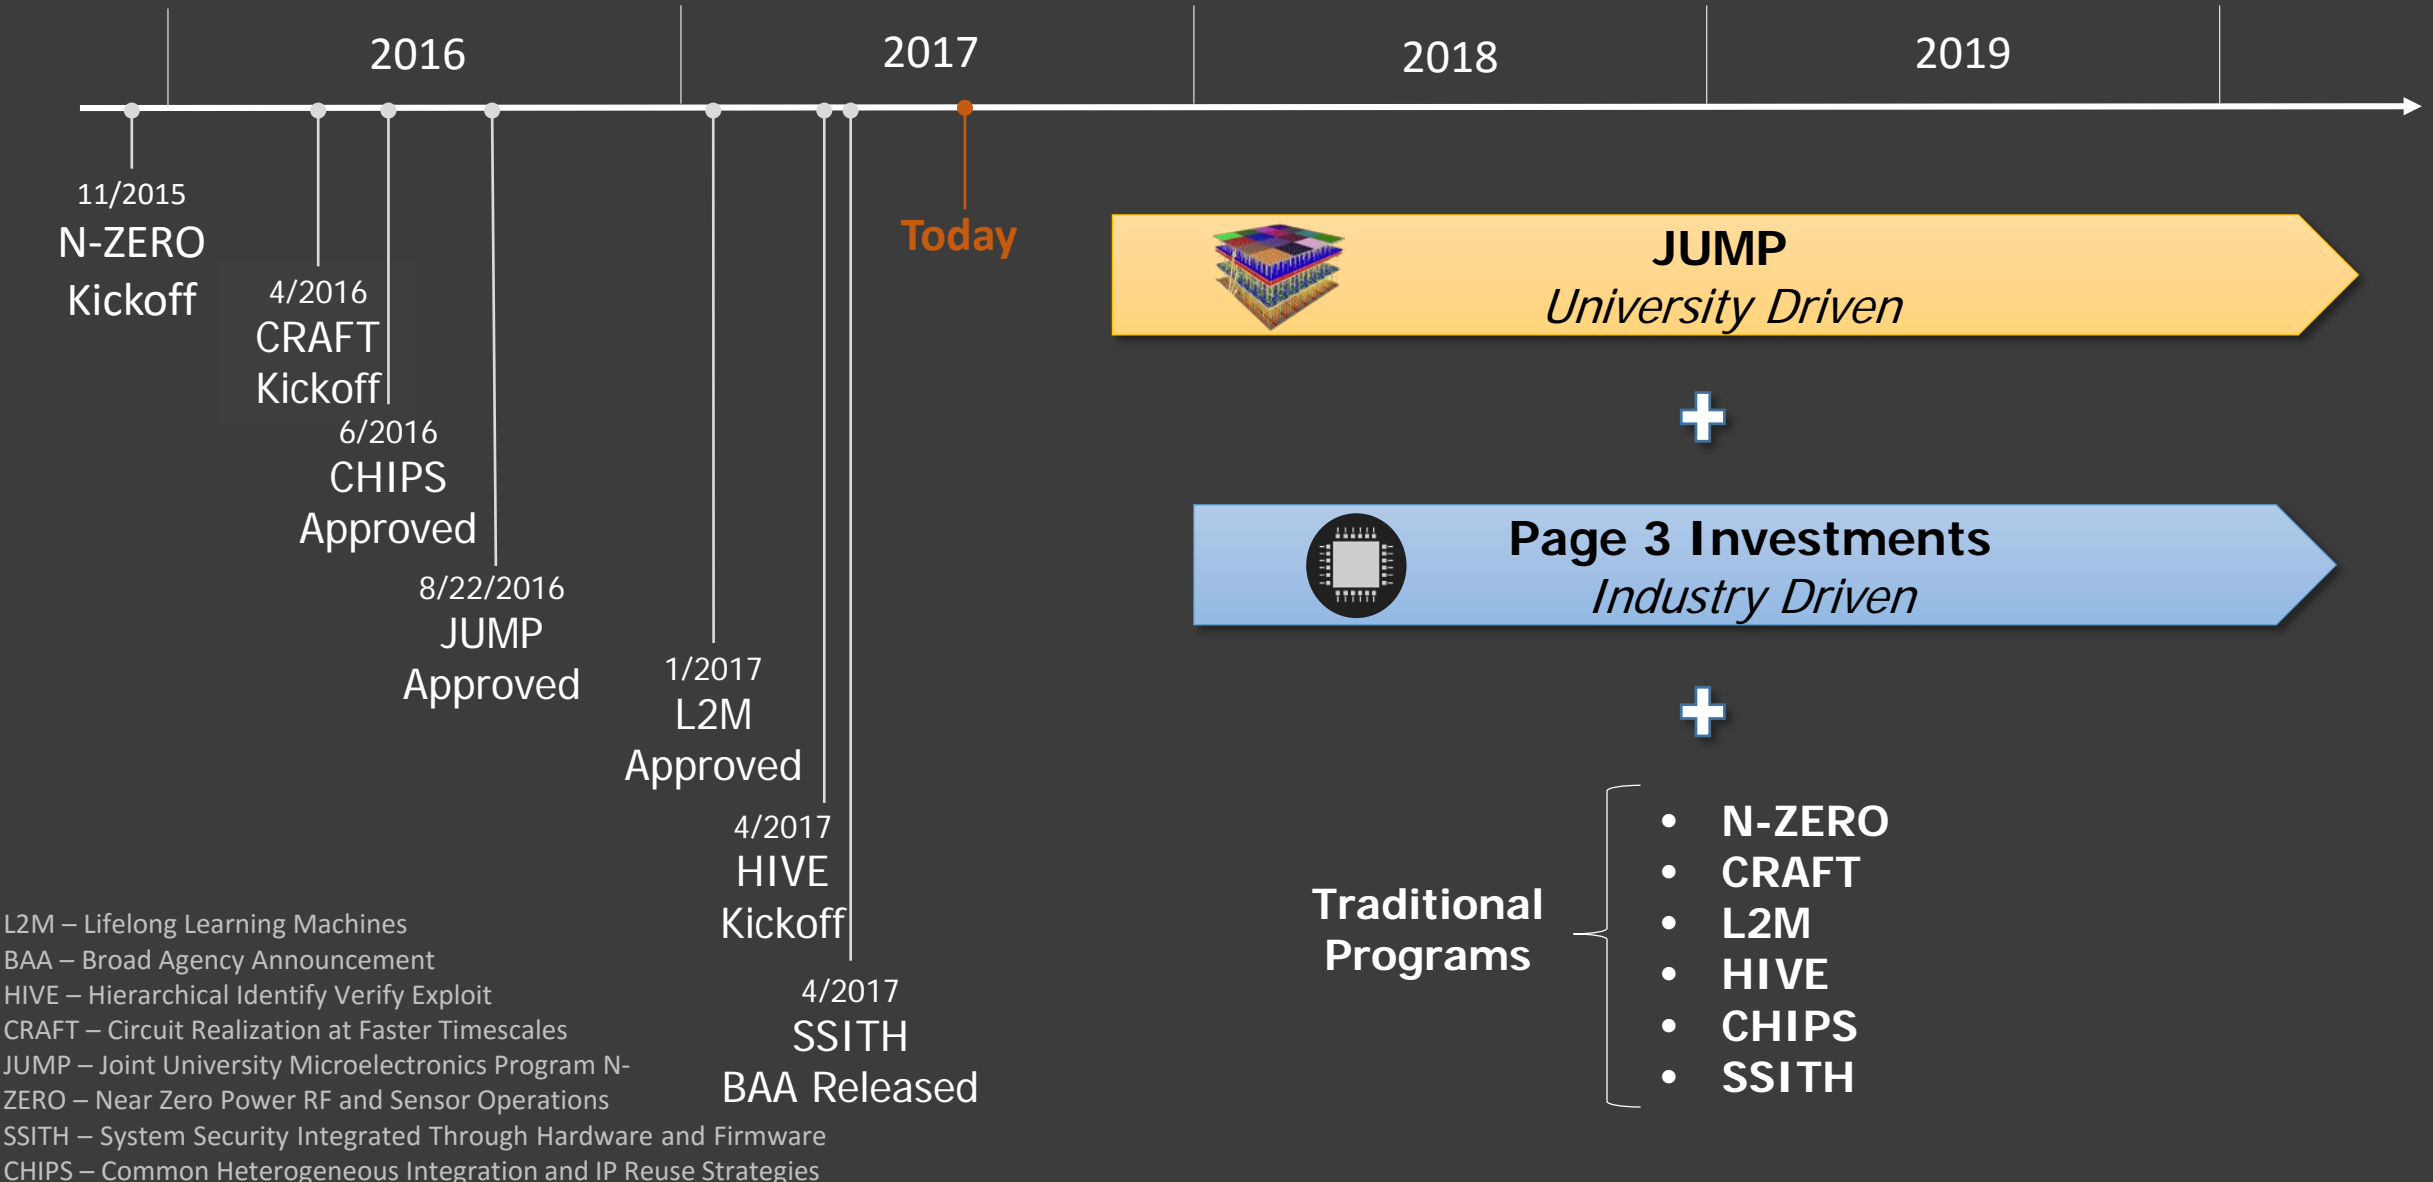 2016
2017
2018
2019
11/2015
N-ZERO
Kickoff
4/2016
CRAFT
Kickoff
6/2016
CHIPS
Approved
8/22/2016
JUMP
Approved
1/2017
L2M
Approved
4/2017
HIVE
Kickoff
4/2017
SSITH
BAA Released
Today
JUMP
University Driven
Page 3 Investments
Industry Driven
Traditional
Programs
• N-ZERO
• CRAFT
• L2M
• HIVE
• CHIPS
• SSITH
L2M – Lifelong Learning Machines
BAA – Broad Agency Announcement
HIVE – Hierarchical Identify Verify Exploit
CRAFT – Circuit Realization at Faster Timescales
JUMP – Joint University Microelectronics Program N-
ZERO – Near Zero Power RF and Sensor Operations
SSITH – System Security Integrated Through Hardware and Firmware
CHIPS – Common Heterogeneous Integration and IP Reuse Strategies